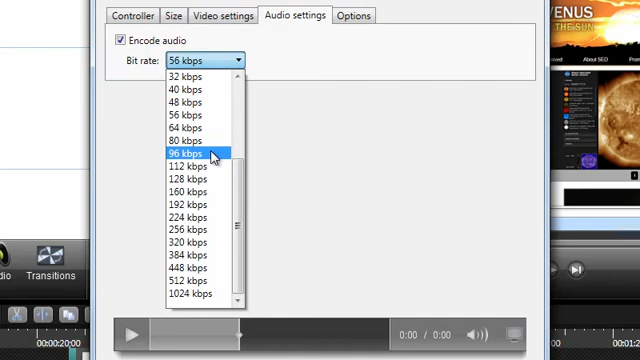 Controller Size Video settings Audio settings Options
Encode audio
Bit rate: 56 kbps
32 kbps
40 kbps
48 kbps
56 kbps
64 kbps
80 kbps
96 kbps
112 kbps
128 kbps
160 kbps
192 kbps
224 kbps
256 kbps
320 kbps
384 kbps
448 kbps
512 kbps
1024 kbps
VENUS
THE SUN
About SED
Transitions
0:00 / 0:00
00:00:20:00